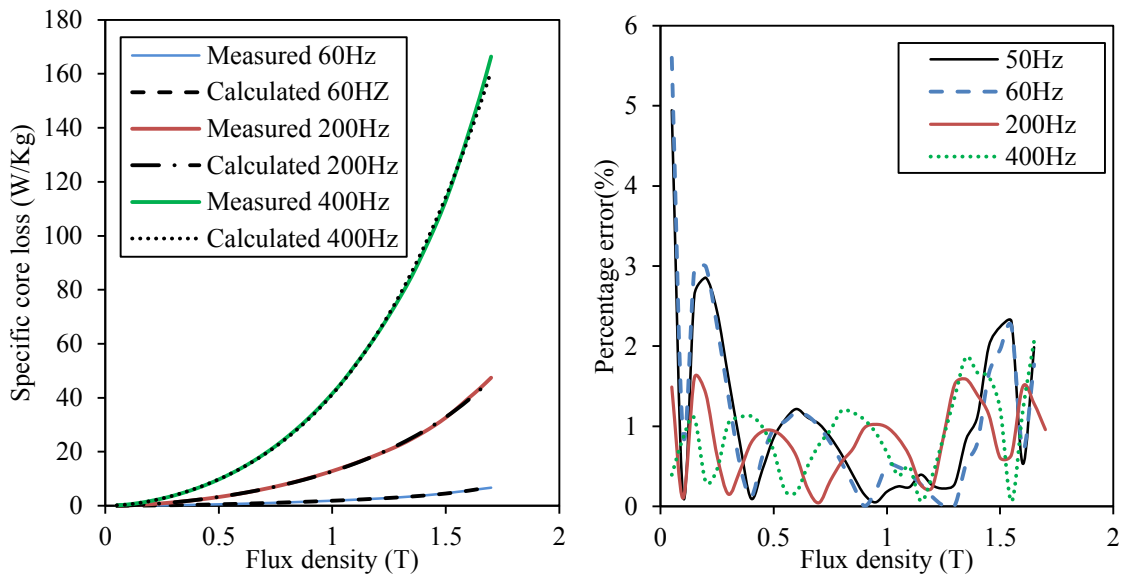 Specific core loss (W/Kg)
180
160
140
120
100
80
60
40
20
0
Measured 60Hz
Calculated 60HZ
Measured 200Hz
Calculated 200Hz
Measured 400Hz
Calculated 400Hz
0
0.5
1
1.5
2
Flux density (T)
Percentage error(%)
6
5
4
3
2
1
0
50Hz
60Hz
200Hz
400Hz
0
0.5
1
1.5
2
Flux density (T)